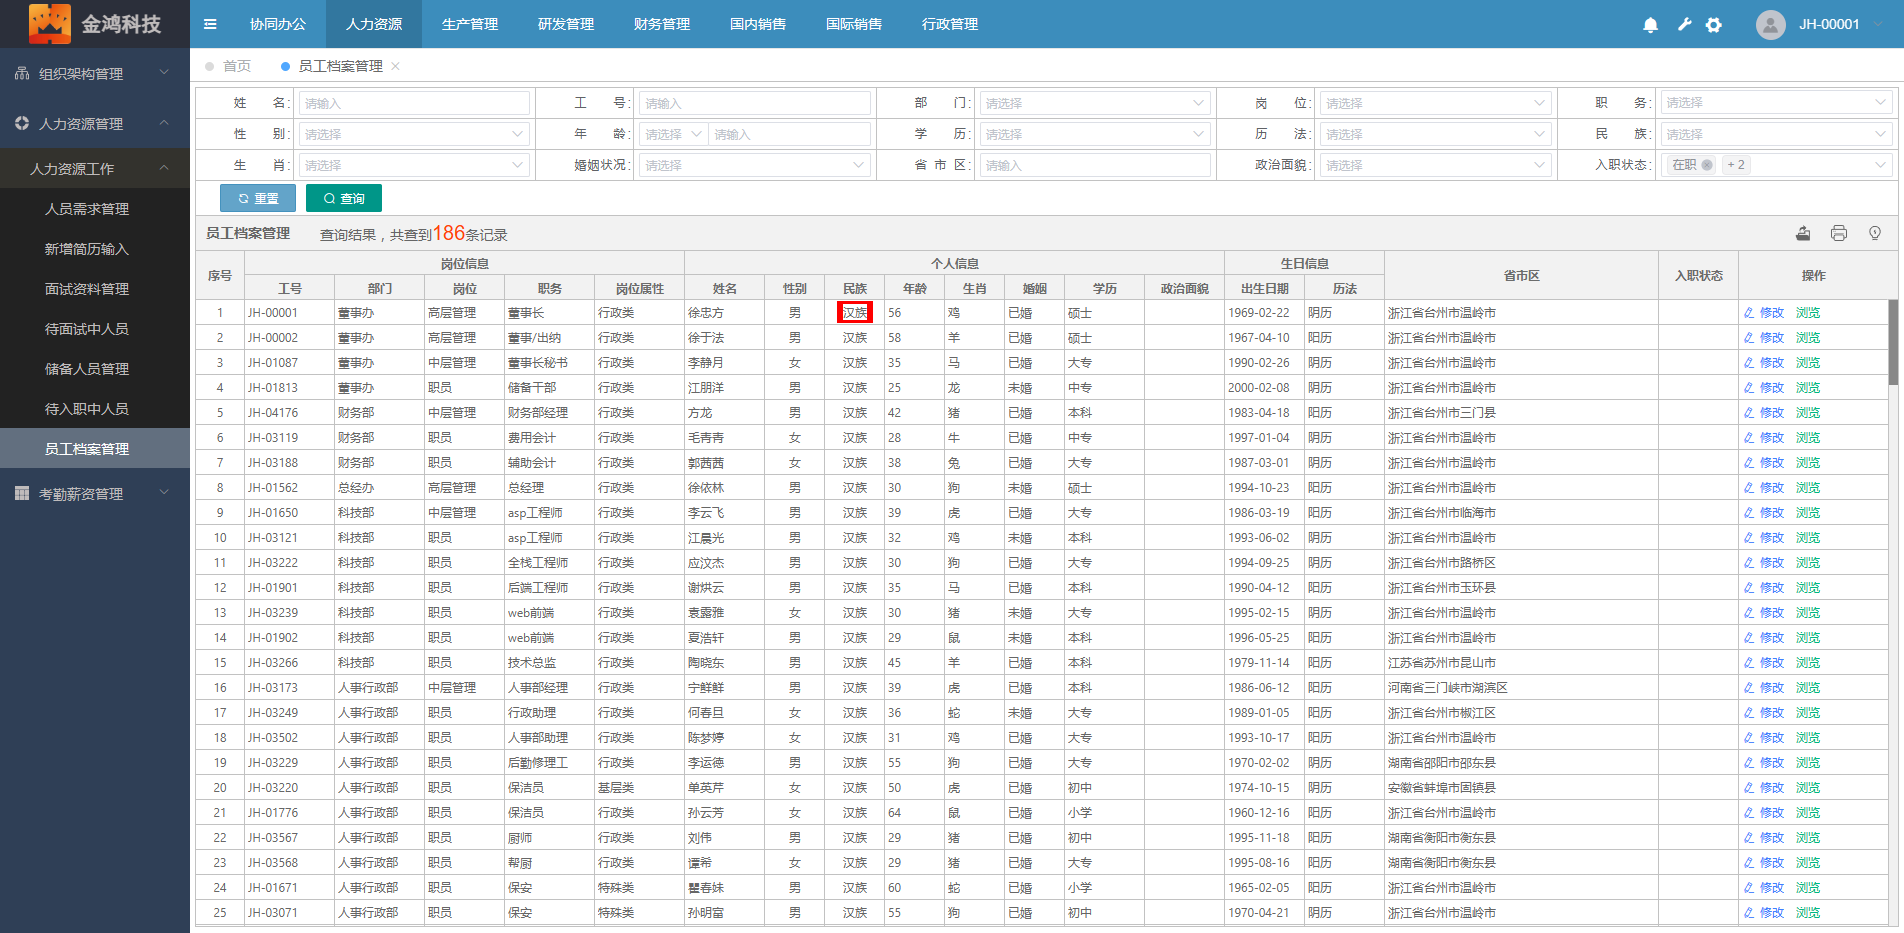 金鸿科技
协同办公 人力资源 生产管理 研发管理 财务管理 国内销售 国际销售 行政管理 JH-00001
组织架构管理
人力资源管理
人力资源工作
人员需求管理
新增简历输入
面试资料管理
待面试中人员
储备人员管理
待入职中人员
员工档案管理
考勤薪资管理
首页 员工档案管理
姓 名: 请输入 工 号: 请输入 部 门: 请选择 岗 位: 请选择 职 务: 请选择
性 别: 请选择 年 龄: 请选择 请输入 学 历: 请选择 历 法: 请选择 民 族: 请选择
生 肖: 请选择 婚姻状况: 请选择 省 市 区: 请输入 政治面貌: 请选择 入职状态: 在职 + 2
重置 查询
员工档案管理 查询结果，共查到186条记录
序号 岗位信息 个人信息 生日信息 省市区 入职状态 操作
工号 部门 岗位 职务 岗位属性 姓名 性别 民族 年龄 生肖 婚姻 学历 政治面貌 出生日期 历法
1 JH-00001 董事办 高层管理 董事长 行政类 徐忠方 男 汉族 56 鸡 已婚 硕士 1969-02-22 阴历 浙江省台州市温岭市 修改 浏览
2 JH-00002 董事办 高层管理 董事/出纳 行政类 徐于法 男 汉族 58 羊 已婚 硕士 1967-04-10 阳历 浙江省台州市温岭市 修改 浏览
3 JH-01087 董事办 中层管理 董事长秘书 行政类 李静月 女 汉族 35 马 已婚 大专 1990-02-26 阴历 浙江省台州市温岭市 修改 浏览
4 JH-01813 董事办 职员 储备干部 行政类 江朋洋 男 汉族 25 龙 未婚 中专 2000-02-08 阴历 浙江省台州市温岭市 修改 浏览
5 JH-04176 财务部 中层管理 财务部经理 行政类 方龙 男 汉族 42 猪 已婚 本科 1983-04-18 阳历 浙江省台州市三门县 修改 浏览
6 JH-03119 财务部 职员 费用会计 行政类 毛青青 女 汉族 28 牛 已婚 中专 1997-01-04 阴历 浙江省台州市温岭市 修改 浏览
7 JH-03188 财务部 职员 辅助会计 行政类 郭茜茜 女 汉族 38 兔 已婚 大专 1987-03-01 阴历 浙江省台州市温岭市 修改 浏览
8 JH-01562 总经办 高层管理 总经理 行政类 徐依林 男 汉族 30 狗 未婚 硕士 1994-10-23 阳历 浙江省台州市温岭市 修改 浏览
9 JH-01650 科技部 中层管理 asp工程师 行政类 李云飞 男 汉族 39 虎 已婚 大专 1986-03-19 阳历 浙江省台州市临海市 修改 浏览
10 JH-03121 科技部 职员 asp工程师 行政类 江晨光 男 汉族 32 鸡 未婚 本科 1993-06-02 阳历 浙江省台州市温岭市 修改 浏览
11 JH-03222 科技部 职员 全栈工程师 行政类 应汶杰 男 汉族 30 狗 已婚 大专 1994-09-25 阳历 浙江省台州市路桥区 修改 浏览
12 JH-01901 科技部 职员 后端工程师 行政类 谢烘云 男 汉族 35 马 已婚 本科 1990-04-12 阳历 浙江省台州市玉环县 修改 浏览
13 JH-03239 科技部 职员 web前端 行政类 袁露雅 女 汉族 30 猪 未婚 大专 1995-02-15 阳历 浙江省台州市温岭市 修改 浏览
14 JH-01902 科技部 职员 web前端 行政类 夏浩轩 男 汉族 29 鼠 未婚 本科 1996-05-25 阳历 浙江省台州市温岭市 修改 浏览
15 JH-03266 科技部 职员 技术总监 行政类 陶晓东 男 汉族 45 羊 已婚 本科 1979-11-14 阳历 江苏省苏州市昆山市 修改 浏览
16 JH-03173 人事行政部 中层管理 人事部经理 行政类 宁鲜鲜 男 汉族 39 虎 已婚 本科 1986-06-12 阳历 河南省三门峡市湖滨区 修改 浏览
17 JH-03249 人事行政部 职员 行政助理 行政类 何春旦 女 汉族 36 蛇 未婚 大专 1989-01-05 阴历 浙江省台州市椒江区 修改 浏览
18 JH-03502 人事行政部 职员 人事部助理 行政类 陈梦婷 女 汉族 31 鸡 已婚 大专 1993-10-17 阳历 浙江省台州市温岭市 修改 浏览
19 JH-03229 人事行政部 职员 后勤修理工 行政类 李运德 男 汉族 55 狗 已婚 大专 1970-02-02 阴历 湖南省邵阳市邵东县 修改 浏览
20 JH-03220 人事行政部 职员 保洁员 基层类 单英芹 女 汉族 50 虎 已婚 初中 1974-10-15 阴历 安徽省蚌埠市固镇县 修改 浏览
21 JH-01776 人事行政部 职员 保洁员 行政类 孙云芳 女 汉族 64 鼠 已婚 小学 1960-12-16 阳历 浙江省台州市温岭市 修改 浏览
22 JH-03567 人事行政部 职员 厨师 行政类 刘伟 男 汉族 29 猪 已婚 初中 1995-11-18 阳历 湖南省衡阳市衡东县 修改 浏览
23 JH-03568 人事行政部 职员 帮厨 行政类 谭希 女 汉族 29 猪 已婚 大专 1995-08-16 阳历 湖南省衡阳市衡东县 修改 浏览
24 JH-01671 人事行政部 职员 保安 特殊类 瞿春妹 男 汉族 60 蛇 已婚 小学 1965-02-05 阳历 浙江省台州市温岭市 修改 浏览
25 JH-03071 人事行政部 职员 保安 特殊类 孙明富 男 汉族 55 狗 已婚 初中 1970-04-21 阴历 浙江省台州市温岭市 修改 浏览